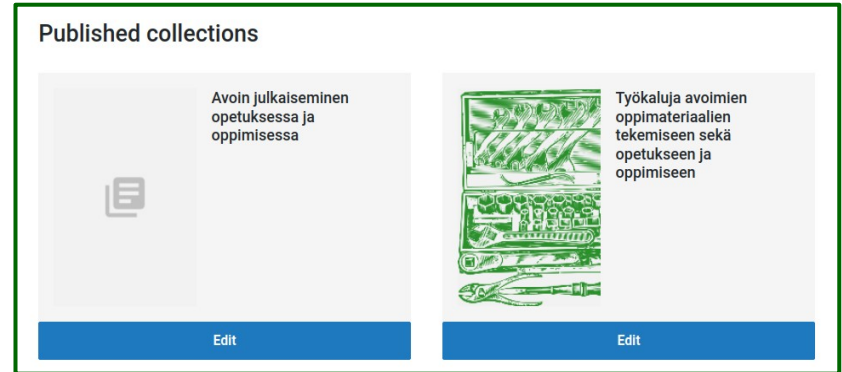 Published collections
Avoin julkaiseminen
opetuksessa ja
oppimisessa
Edit
Työkaluja avoimien
oppimateriaalien
tekemiseen sekä
opetukseen ja
oppimiseen
Edit